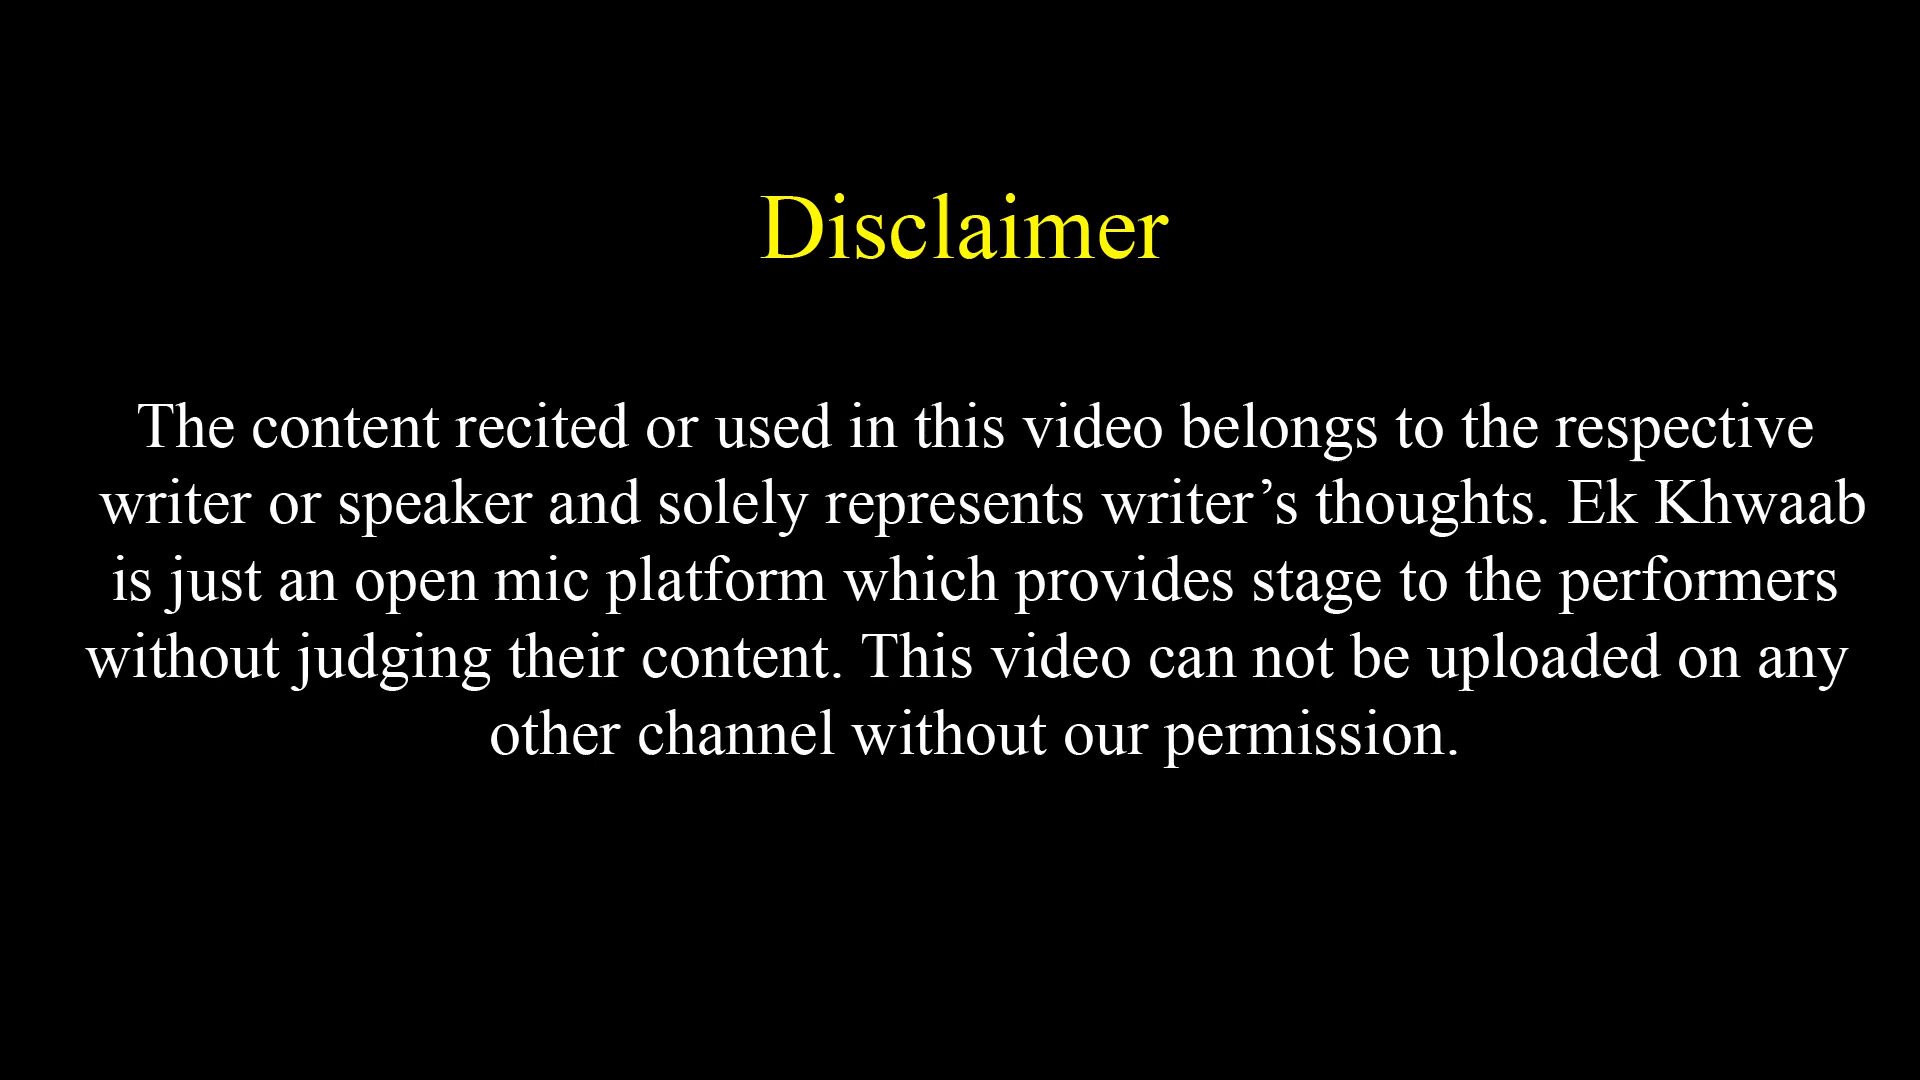 Disclaimer
The content recited or used in this video belongs to the respective
writer or speaker and solely represents writer’s thoughts. Ek Khwaab
is just an open mic platform which provides stage to the performers
without judging their content. This video can not be uploaded on any
other channel without our permission.